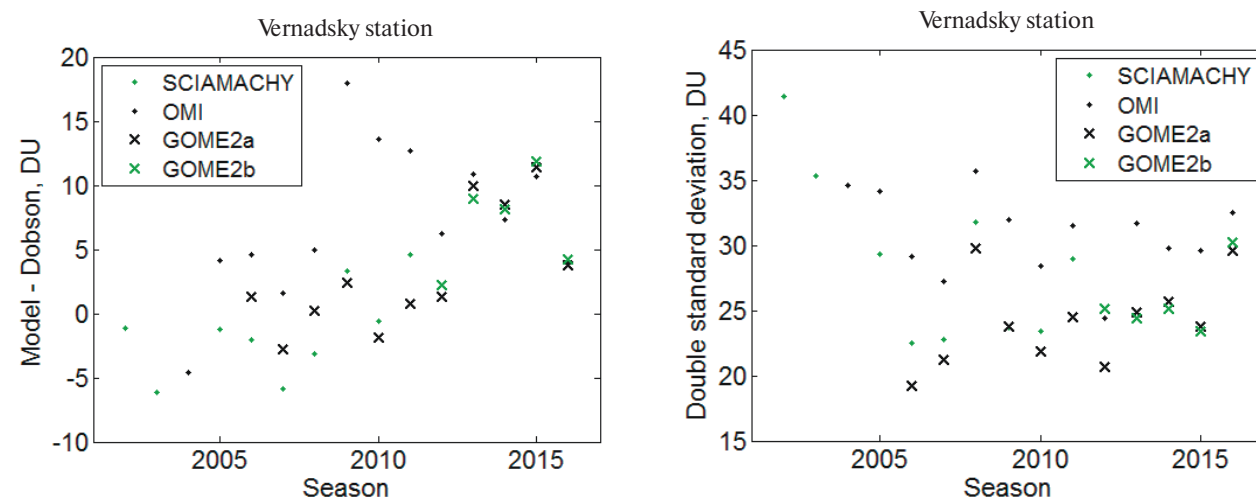 Vernadsky station
Model - Dobson, DU
20
15
10
5
0
-5
-10
SCIAMACHY
OMI
GOME2a
GOME2b
2005
2010
2015
Season
Vernadsky station
Double standard deviation, DU
45
40
35
30
25
20
15
SCIAMACHY
OMI
GOME2a
GOME2b
2005
2010
2015
Season